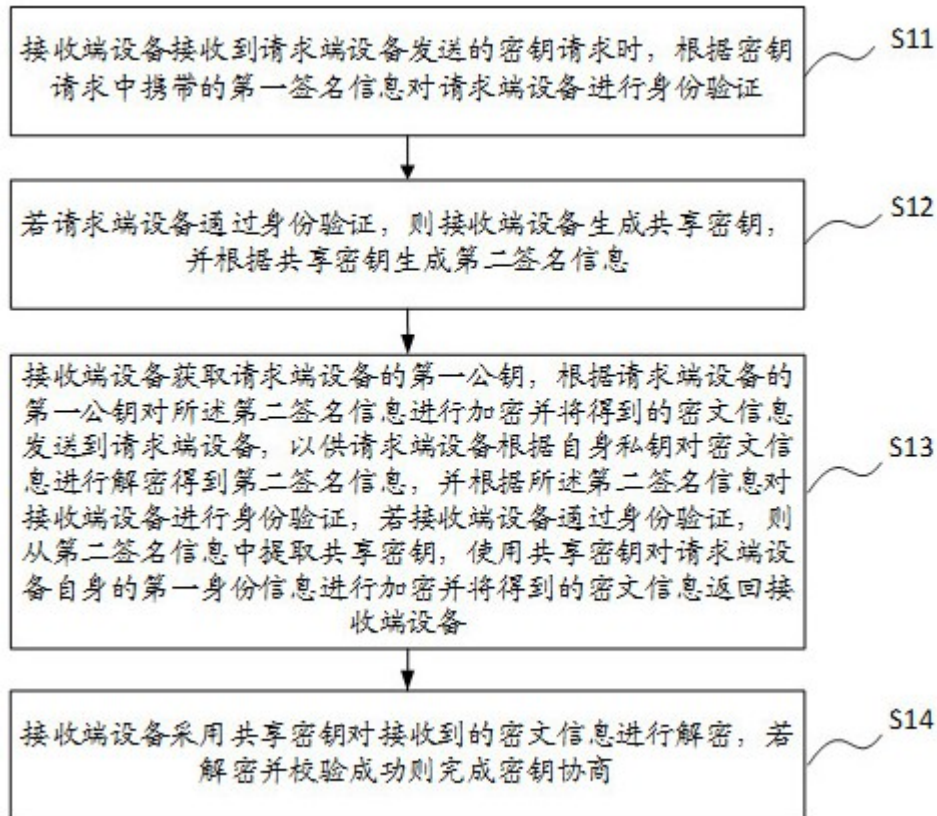 接收端设备接收到请求端设备发送的密钥请求时，根据密钥
请求中携带的第一签名信息对请求端设备进行身份验证
S11
若请求端设备通过身份验证，则接收端设备生成共享密钥，
并根据共享密钥生成第二签名信息
S12
接收端设备获取请求端设备的第一公钥，根据请求端设备的
第一公钥对所述第二签名信息进行加密并将得到的密文信息
发送到请求端设备，以供请求端设备根据自身私钥对密文信
息进行解密得到第二签名信息，并根据所述第二签名信息对
接收端设备进行身份验证，若接收端设备通过身份验证，则
从第二签名信息中提取共享密钥，使用共享密钥对请求端设
备自身的第一身份信息进行加密并将得到的密文信息返回接
收端设备
S13
接收端设备采用共享密钥对接收到的密文信息进行解密，若
解密并校验成功则完成密钥协商
S14